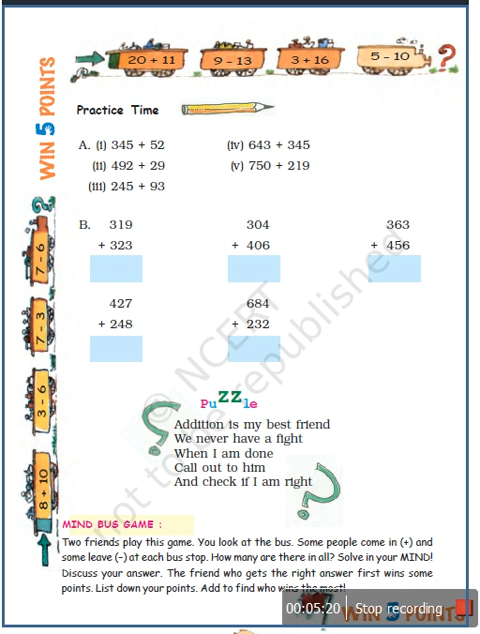 20 + 11
9 – 13
3 + 16
5 – 10
?
WIN 5 POINTS
Practice Time
A. (i) 345 + 52
(iv) 643 + 345
(ii) 492 + 29
(v) 750 + 219
(iii) 245 + 93
B. 319
+ 323
304
+ 406
363
+ 456
427
+ 248
684
+ 232
?
7 – 6
7 – 3
3 – 6
8 + 10
© NCERT
not to be republished
PuZZle
Addition is my best friend
We never have a fight
When I am done
Call out to him
And check if I am right
?
?
MIND BUS GAME :
Two friends play this game. You look at the bus. Some people come in (+) and
some leave (–) at each bus stop. How many are there in all? Solve in your MIND!
Discuss your answer. The friend who gets the right answer first wins some
points. List down your points. Add to find who wins the most!
00:05:20 Stop recording
WIN 5 POINTS